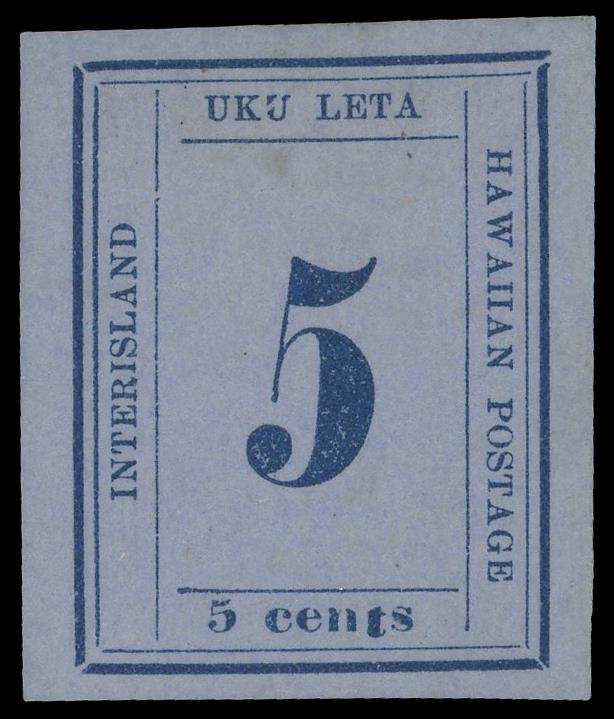 UKU LETA
INTERISLAND
5
HAWAIIAN POSTAGE
5 cents